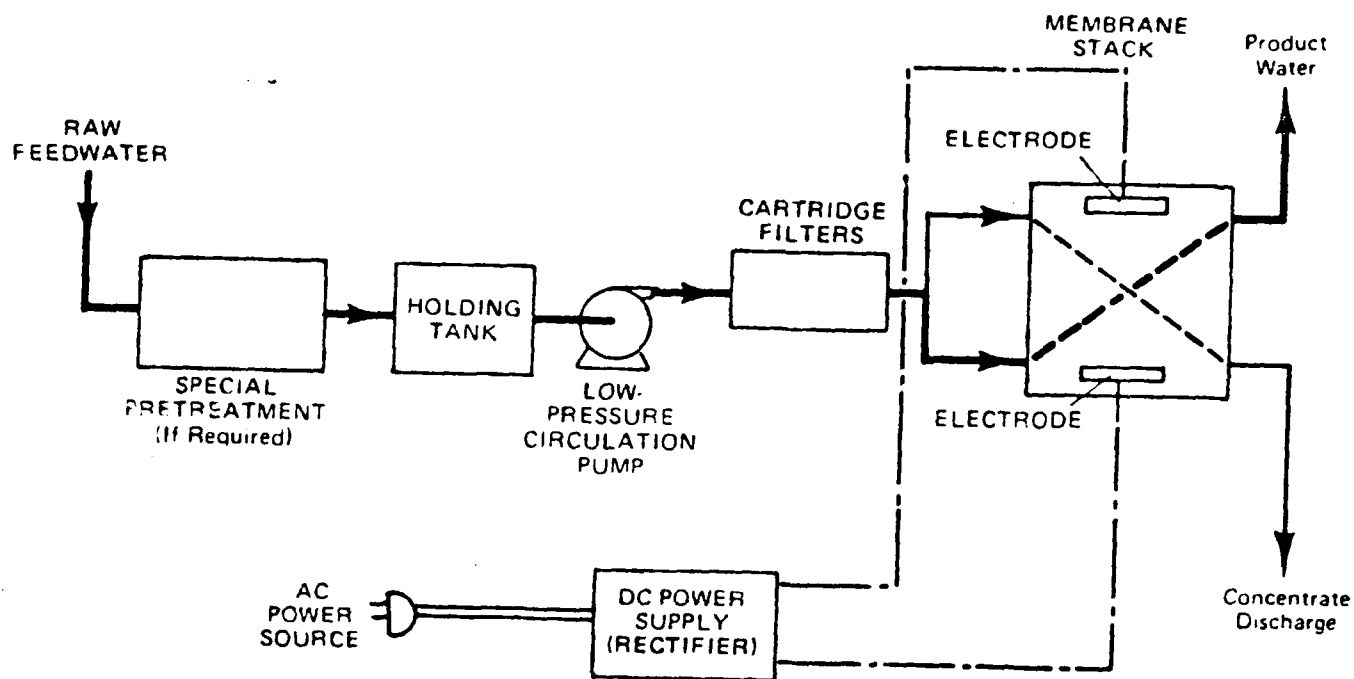 MEMBRANE
STACK
Product
Water
RAW
FEEDWATER
ELECTRODE
CARTRIDGE
FILTERS
HOLDING
TANK
SPECIAL
PRETREATMENT
(If Required)
LOW-
PRESSURE
CIRCULATION
PUMP
ELECTRODE
AC
POWER
SOURCE
DC POWER
SUPPLY
(RECTIFIER)
Concentrate
Discharge